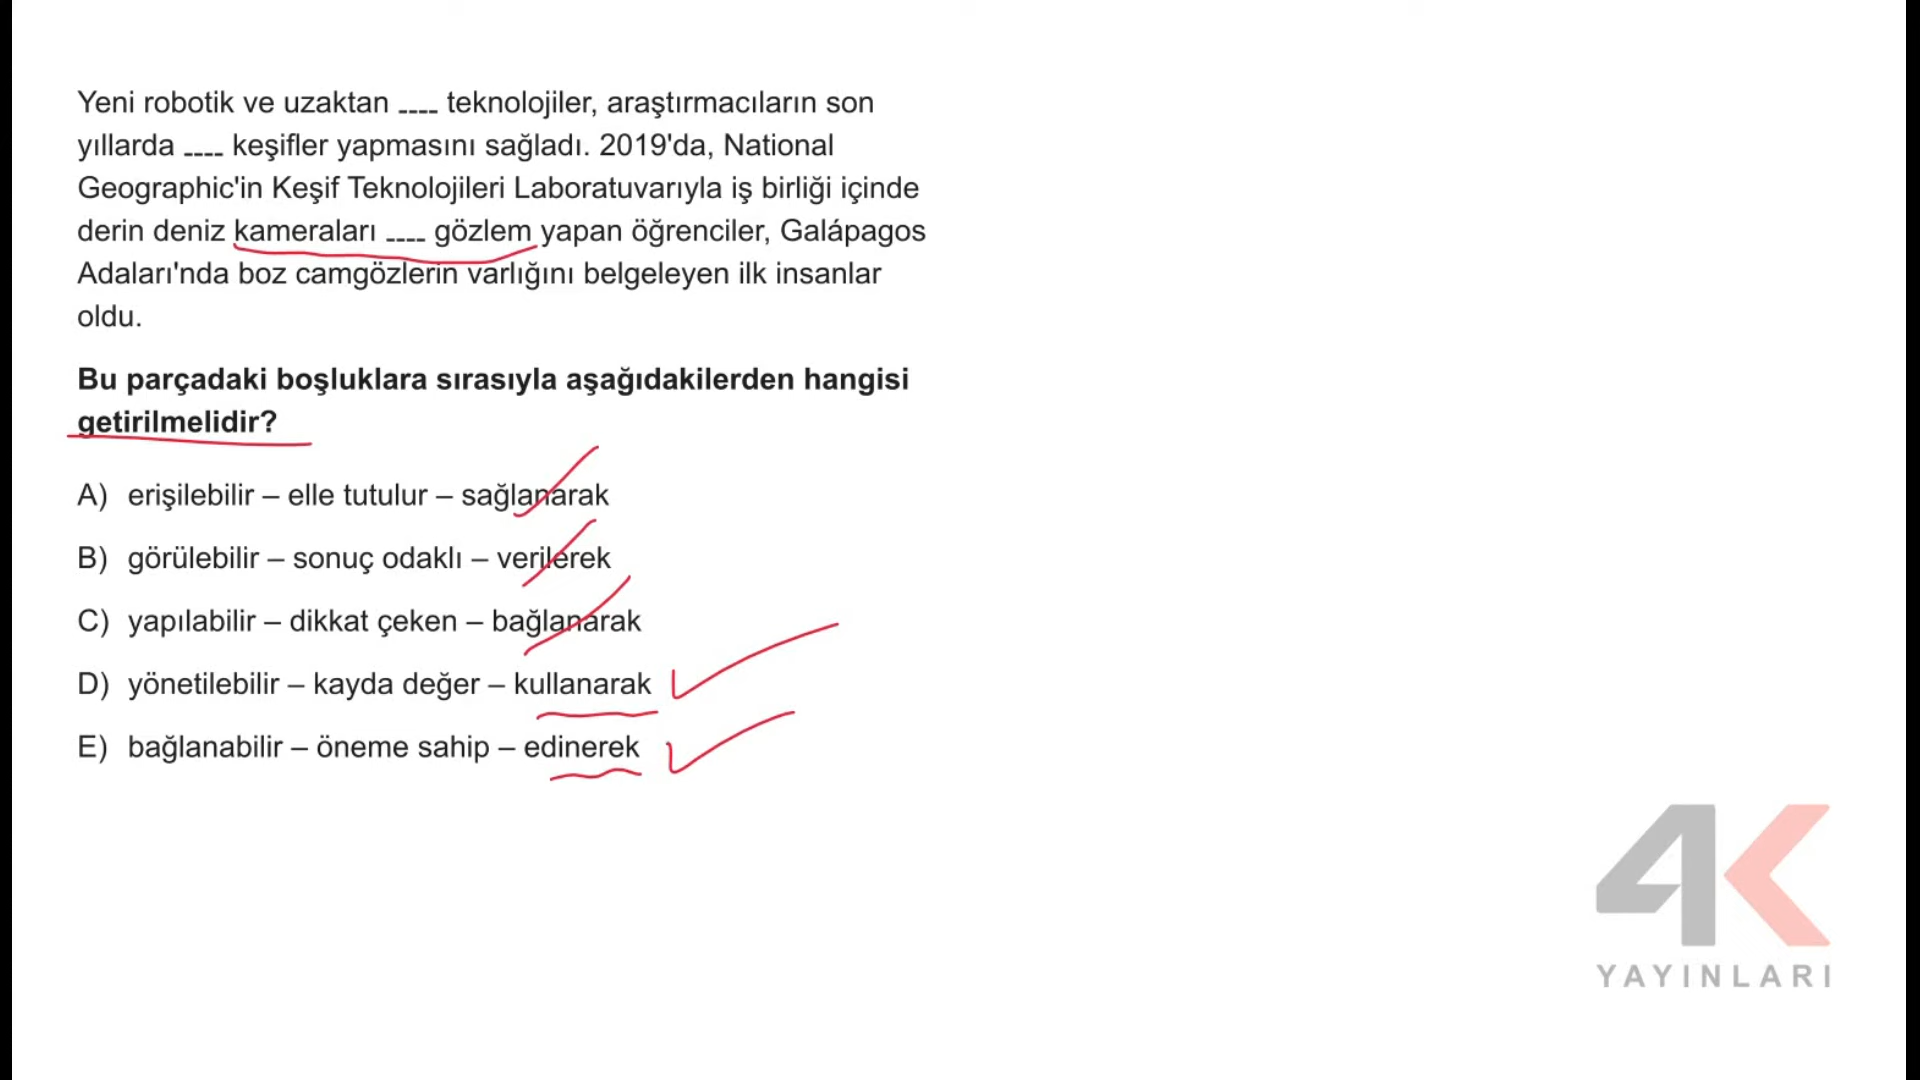 Yeni robotik ve uzaktan ---- teknolojiler, araştırmacıların son
yıllarda ---- keşifler yapmasını sağladı. 2019'da, National
Geographic'in Keşif Teknolojileri Laboratuvarıyla iş birliği içinde
derin deniz kameraları ---- gözlem yapan öğrenciler, Galápagos
Adaları'nda boz camgözlerin varlığını belgeleyen ilk insanlar
oldu.
Bu parçadaki boşluklara sırasıyla aşağıdakilerden hangisi
getirilmelidir?
A) erişilebilir – elle tutulur – sağlanarak
B) görülebilir – sonuç odaklı – verilerek
C) yapılabilir – dikkat çeken – bağlanarak
D) yönetilebilir – kayda değer – kullanarak
E) bağlanabilir – öneme sahip – edinerek
4K
YAYINLARI